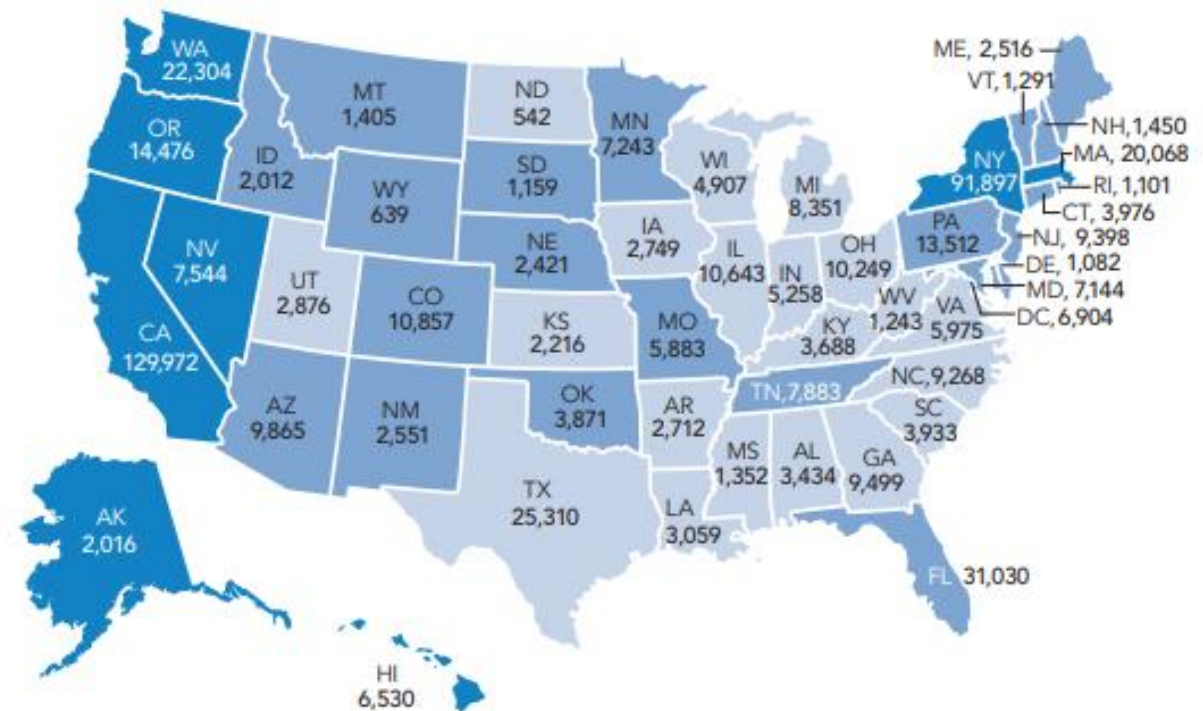 WA
22,304
OR
14,476
ID
2,012
MT
1,405
ND
542
MN
7,243
SD
1,159
WY
639
WI
4,907
MI
8,351
ME, 2,516
VT, 1,291
NH, 1,450
NY
91,897
MA, 20,068
RI, 1,101
CT, 3,976
PA
13,512
NJ, 9,398
DE, 1,082
MD, 7,144
DC, 6,904
NV
7,544
UT
2,876
CO
10,857
NE
2,421
IA
2,749
IL
10,643
IN
5,258
OH
10,249
WV
1,243
VA
5,975
CA
129,972
KS
2,216
MO
5,883
KY
3,688
AZ
9,865
NM
2,551
OK
3,871
AR
2,712
TN, 7,883
NC, 9,268
SC
3,933
MS
1,352
AL
3,434
GA
9,499
TX
25,310
LA
3,059
FL 31,030
AK
2,016
HI
6,530